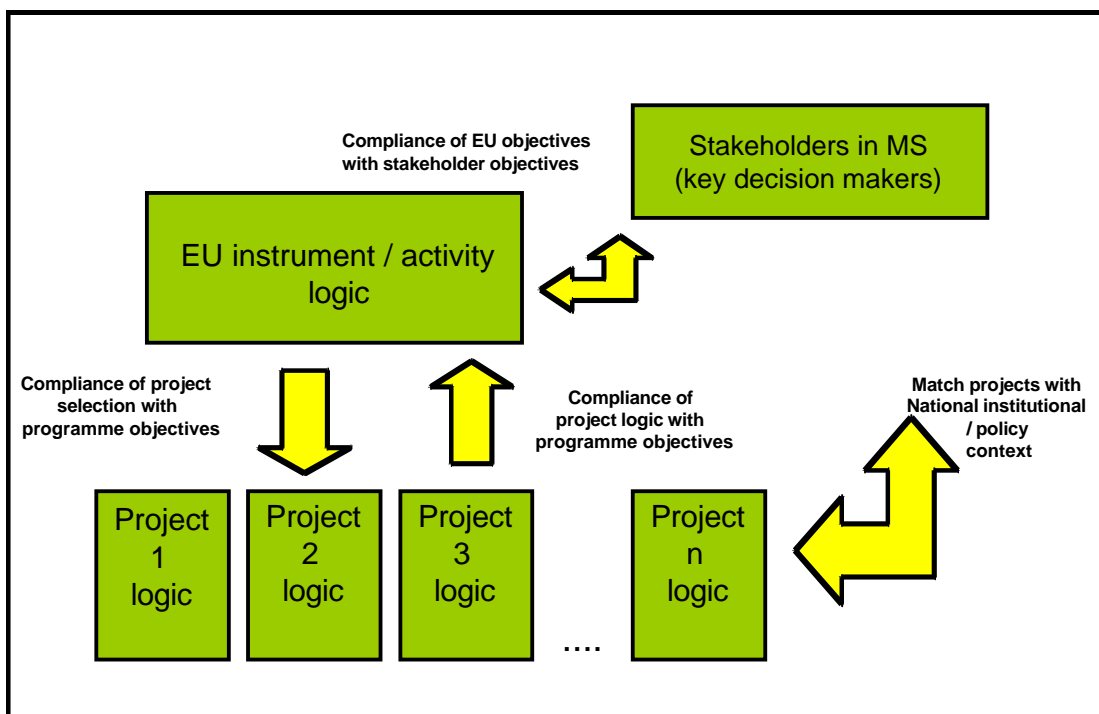 Compliance of EU objectives
with stakeholder objectives
Stakeholders in MS
(key decision makers)
EU instrument / activity
logic
Compliance of project
selection with
programme objectives
Compliance of
project logic with
programme objectives
Match projects with
National institutional
/ policy
context
Project
1
logic
Project
2
logic
Project
3
logic
....
Project
n
logic